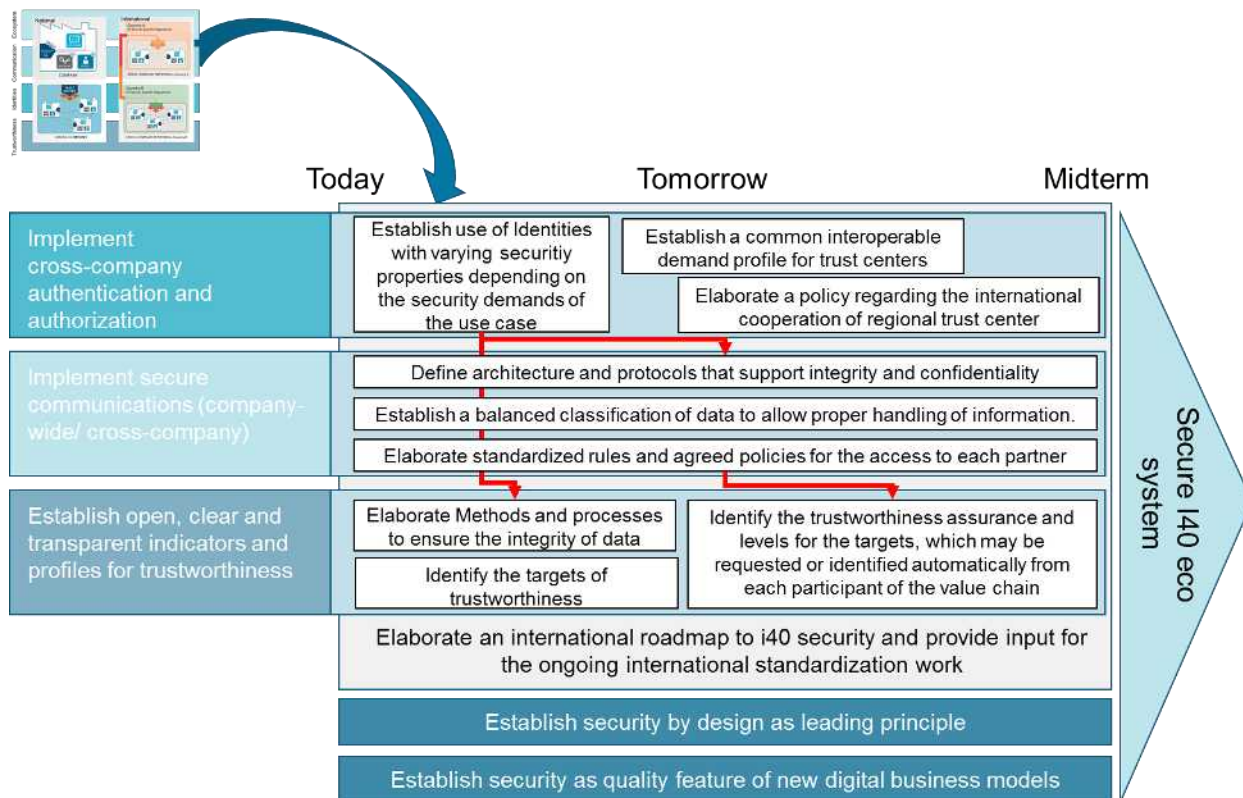 National
International
Ecosystem
Communication
Identities
Trustworthiness
Today
Tomorrow
Midterm
Implement
cross-company
authentication and
authorization
Establish use of Identities
with varying securitiy
properties depending on
the security demands of
the use case
Establish a common interoperable
demand profile for trust centers
Elaborate a policy regarding the international
cooperation of regional trust center
Implement secure
communications (company-
wide/ cross-company)
Define architecture and protocols that support integrity and confidentiality
Establish a balanced classification of data to allow proper handling of information.
Elaborate standardized rules and agreed policies for the access to each partner
Establish open, clear and
transparent indicators and
profiles for trustworthiness
Elaborate Methods and processes
to ensure the integrity of data
Identify the targets of
trustworthiness
Identify the trustworthiness assurance and
levels for the targets, which may be
requested or identified automatically from
each participant of the value chain
Elaborate an international roadmap to i40 security and provide input for
the ongoing international standardization work
Establish security by design as leading principle
Establish security as quality feature of new digital business models
Secure I40 eco
system